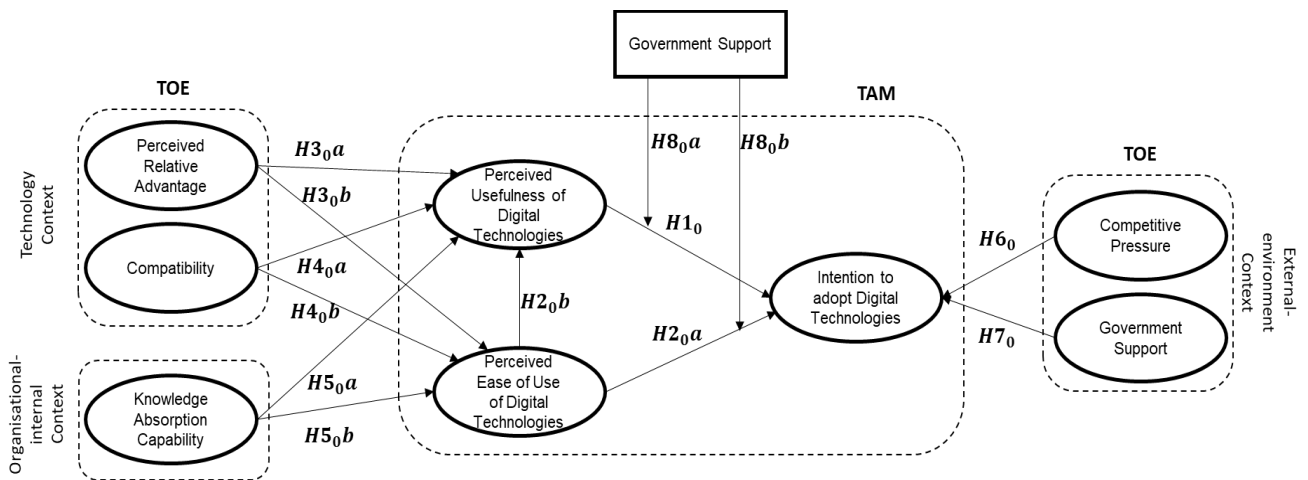 Government Support
TOE
TAM
Technology
Context
Perceived
Relative
Advantage
Compatibility
Organisational-
internal
Context
Knowledge
Absorption
Capability
H3₀a
H3₀b
H4₀a
H4₀b
H5₀a
H5₀b
Perceived
Usefulness of
Digital
Technologies
H2₀b
Perceived
Ease of Use
of Digital
Technologies
H8₀a
H8₀b
H1₀
H2₀a
Intention to
adopt Digital
Technologies
H6₀
H7₀
TOE
Competitive
Pressure
Government
Support
External-
environment
Context